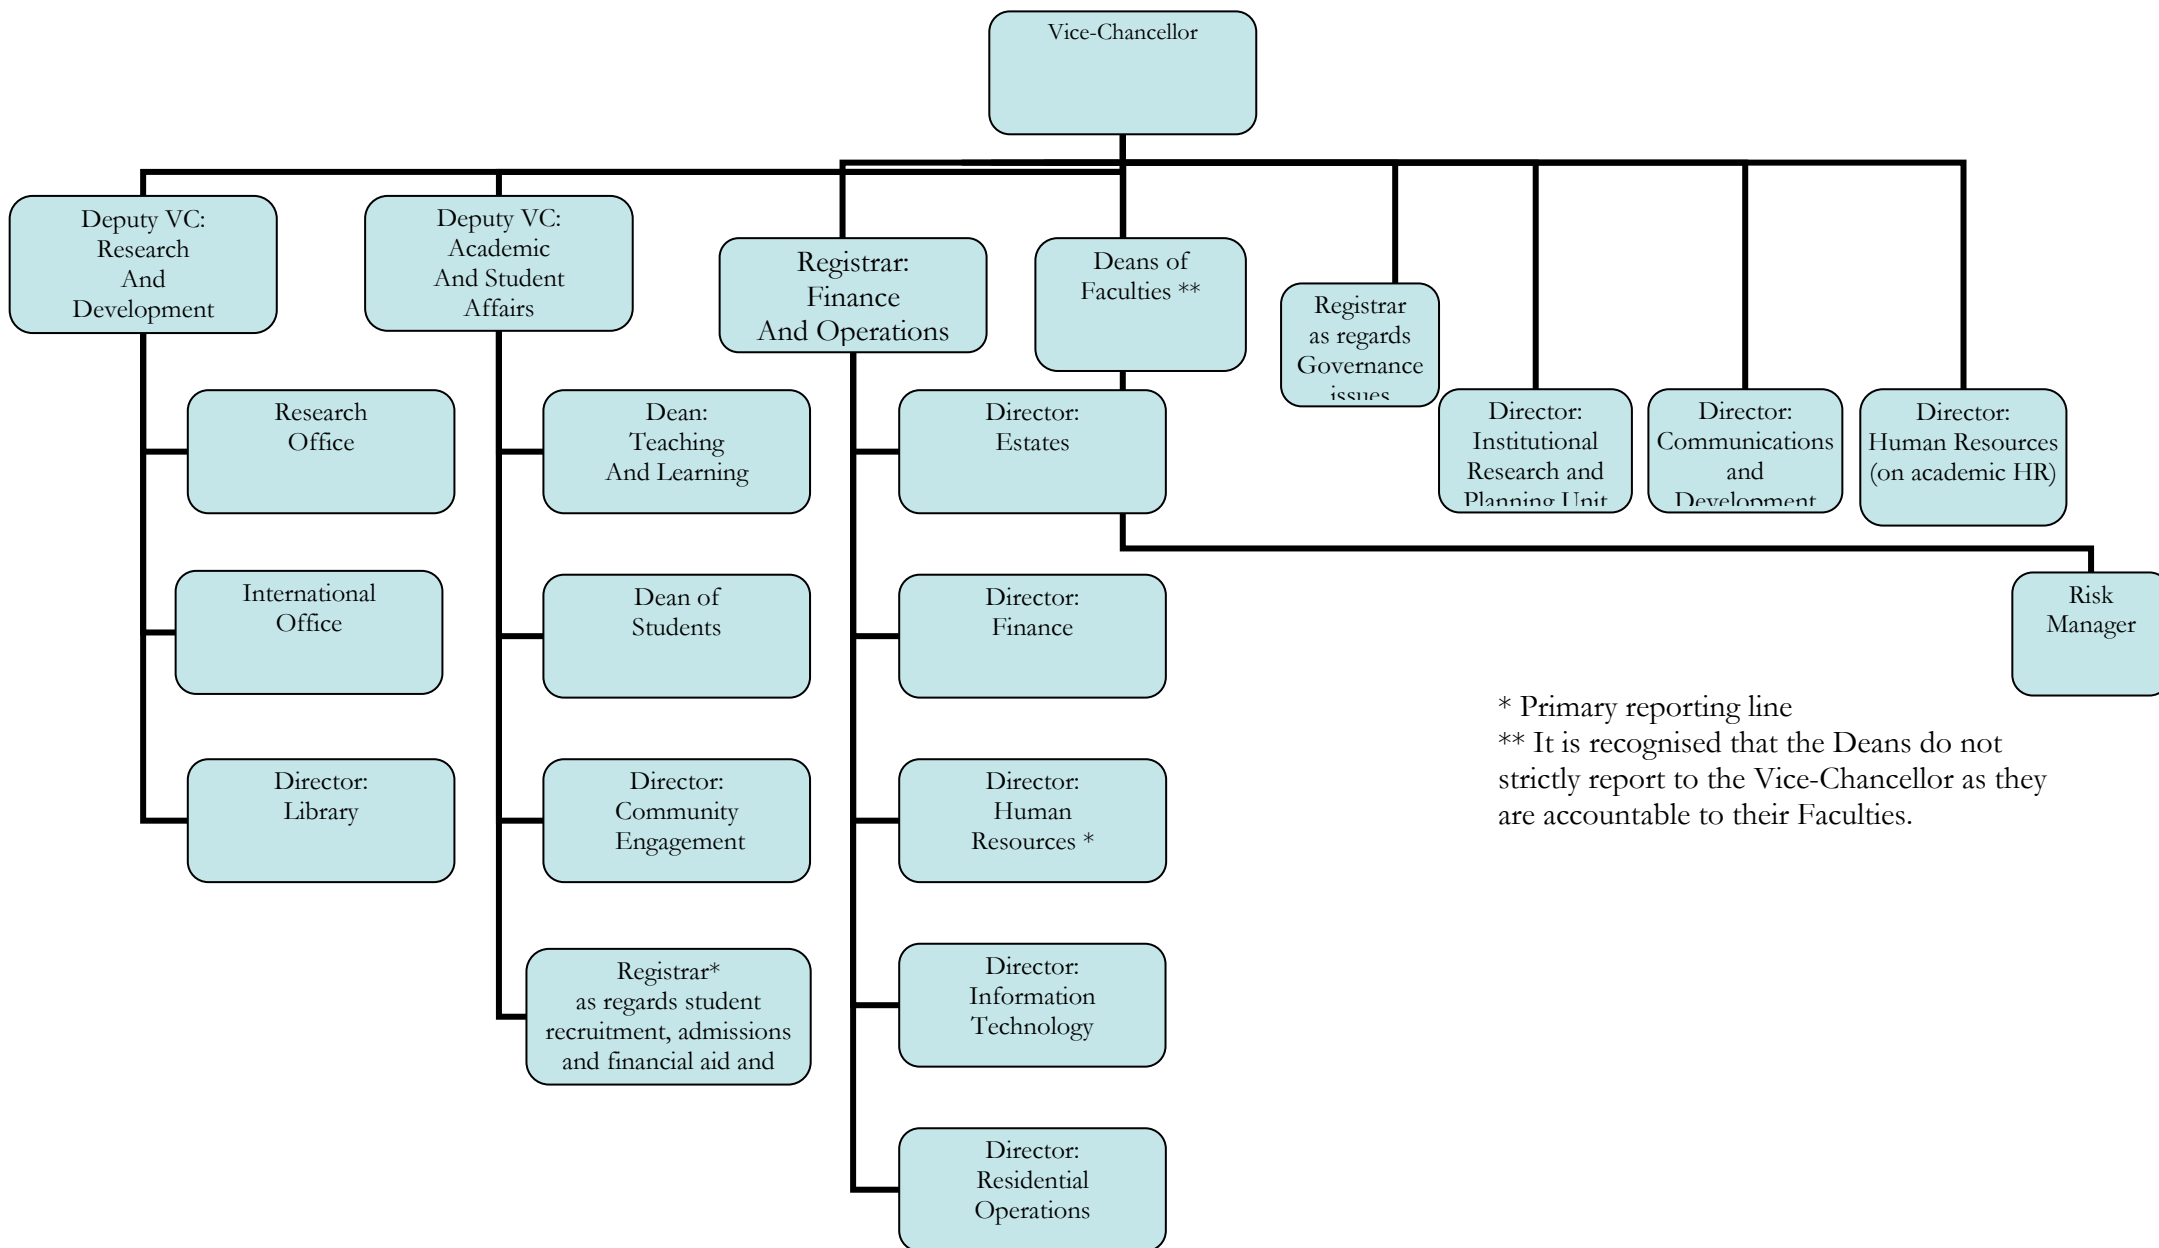 Vice-Chancellor
Deputy VC:
Research
And
Development
Deputy VC:
Academic
And Student
Affairs
Registrar:
Finance
And Operations
Deans of
Faculties **
Registrar
as regards
Governance
issues
Director:
Institutional
Research and
Planning Unit
Director:
Communications
and
Development
Director:
Human Resources
(on academic HR)
Research
Office
Dean:
Teaching
And Learning
Director:
Estates
International
Office
Dean of
Students
Director:
Finance
Risk
Manager
Director:
Library
Director:
Community
Engagement
Director:
Human
Resources *
* Primary reporting line
** It is recognised that the Deans do not
strictly report to the Vice-Chancellor as they
are accountable to their Faculties.
Registrar*
as regards student
recruitment, admissions
and financial aid and
Director:
Information
Technology
Director:
Residential
Operations